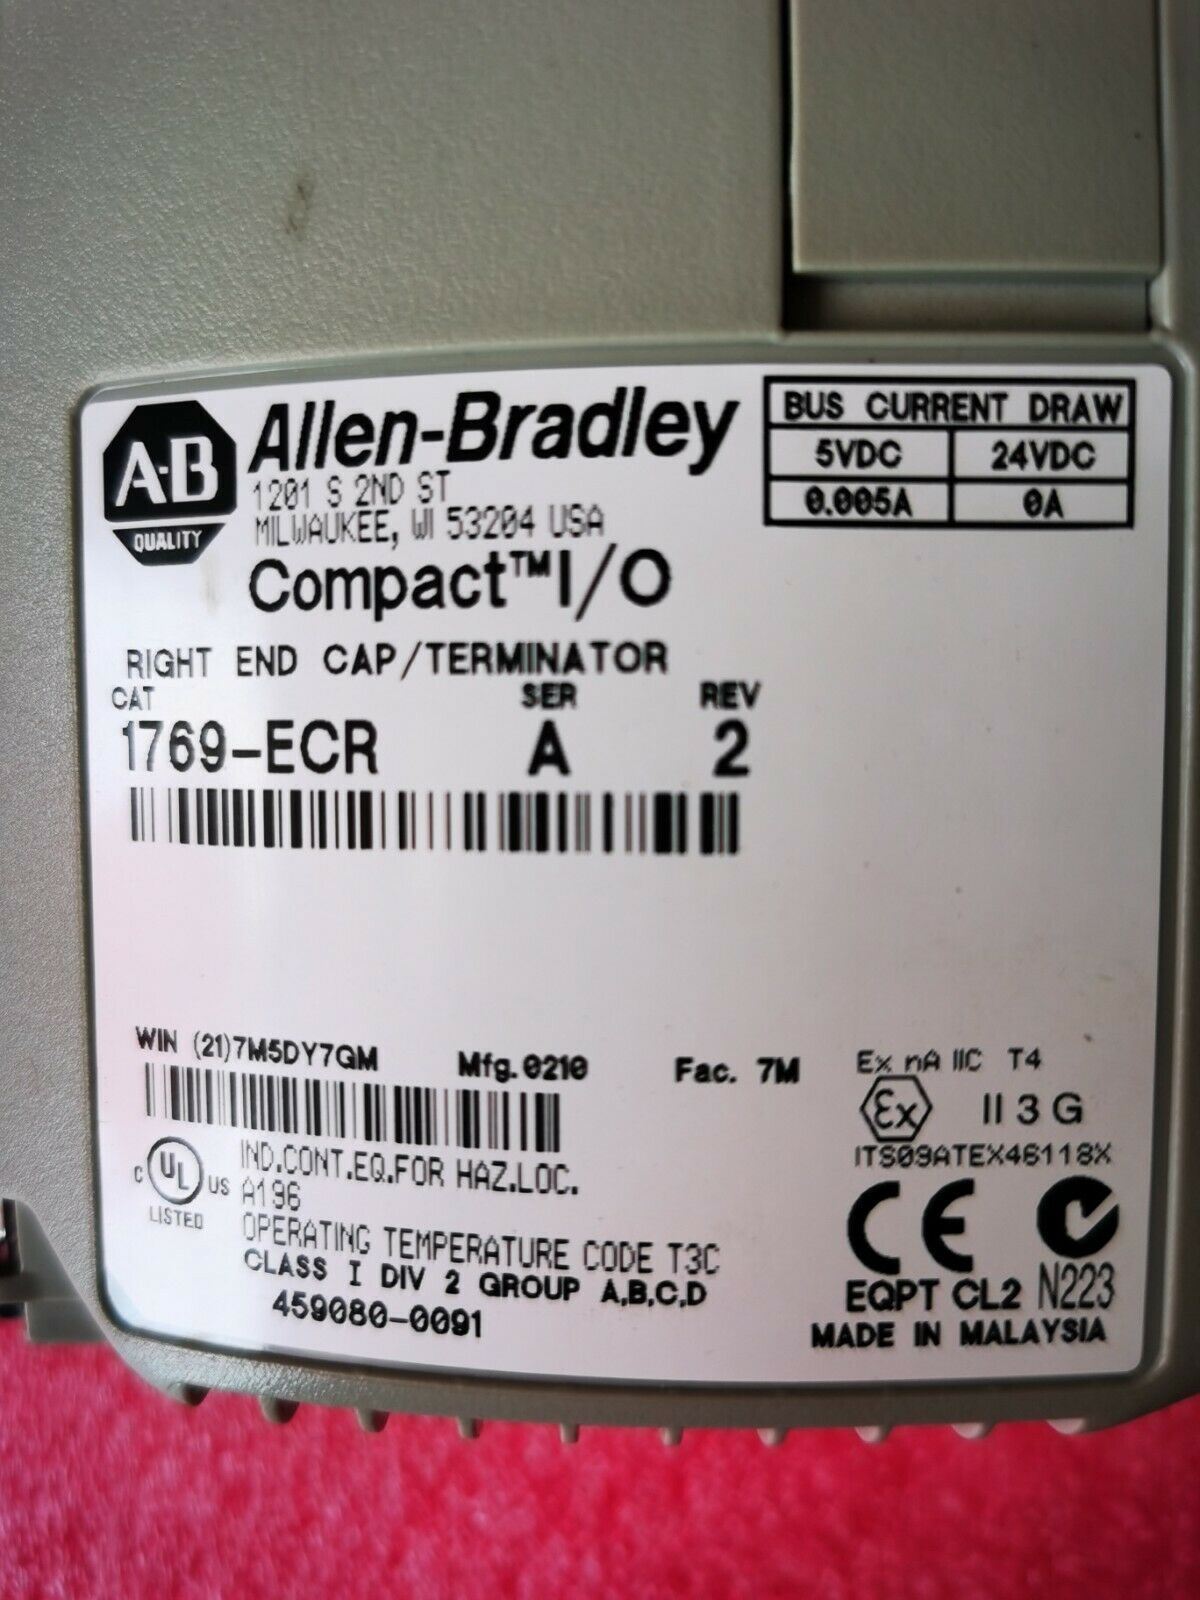 A-B
QUALITY
Allen-Bradley
1201 S 2ND ST
MILWAUKEE, WI 53204 USA
Compact™I/O
BUS CURRENT DRAW
5VDC 24VDC
0.005A 0A
RIGHT END CAP/TERMINATOR
CAT SER REV
1769-ECR A 2
WIN (21)7M5DY7GM Mfg.0210 Fac. 7M
Ex nA IIC T4
Ex II 3 G
ITS09ATEX46118X
C UL US
LISTED
IND.CONT.EQ.FOR HAZ.LOC.
A196
OPERATING TEMPERATURE CODE T3C
CLASS I DIV 2 GROUP A,B,C,D
459080-0091
CE
EQPT CL2 N223
MADE IN MALAYSIA